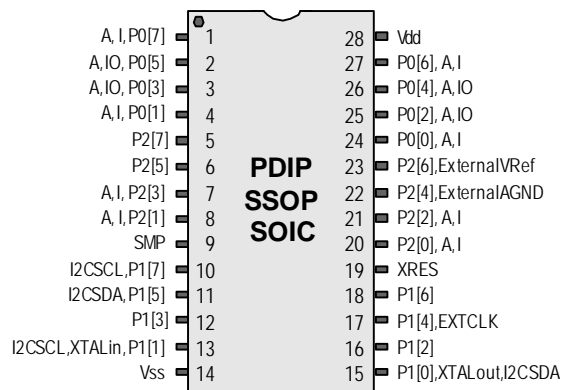 A, I, P0[7] 1 28 Vdd
A, IO, P0[5] 2 27 P0[6], A, I
A, IO, P0[3] 3 26 P0[4], A, IO
A, I, P0[1] 4 25 P0[2], A, IO
P2[7] 5 24 P0[0], A, I
P2[5] 6 PDIP 23 P2[6], External VRef
A, I, P2[3] 7 SSOP 22 P2[4], External AGND
A, I, P2[1] 8 SOIC 21 P2[2], A, I
SMP 9 20 P2[0], A, I
I2CSCL, P1[7] 10 19 XRES
I2CSDA, P1[5] 11 18 P1[6]
P1[3] 12 17 P1[4], EXTCLK
I2CSCL, XTALin, P1[1] 13 16 P1[2]
Vss 14 15 P1[0], XTALout, I2CSDA